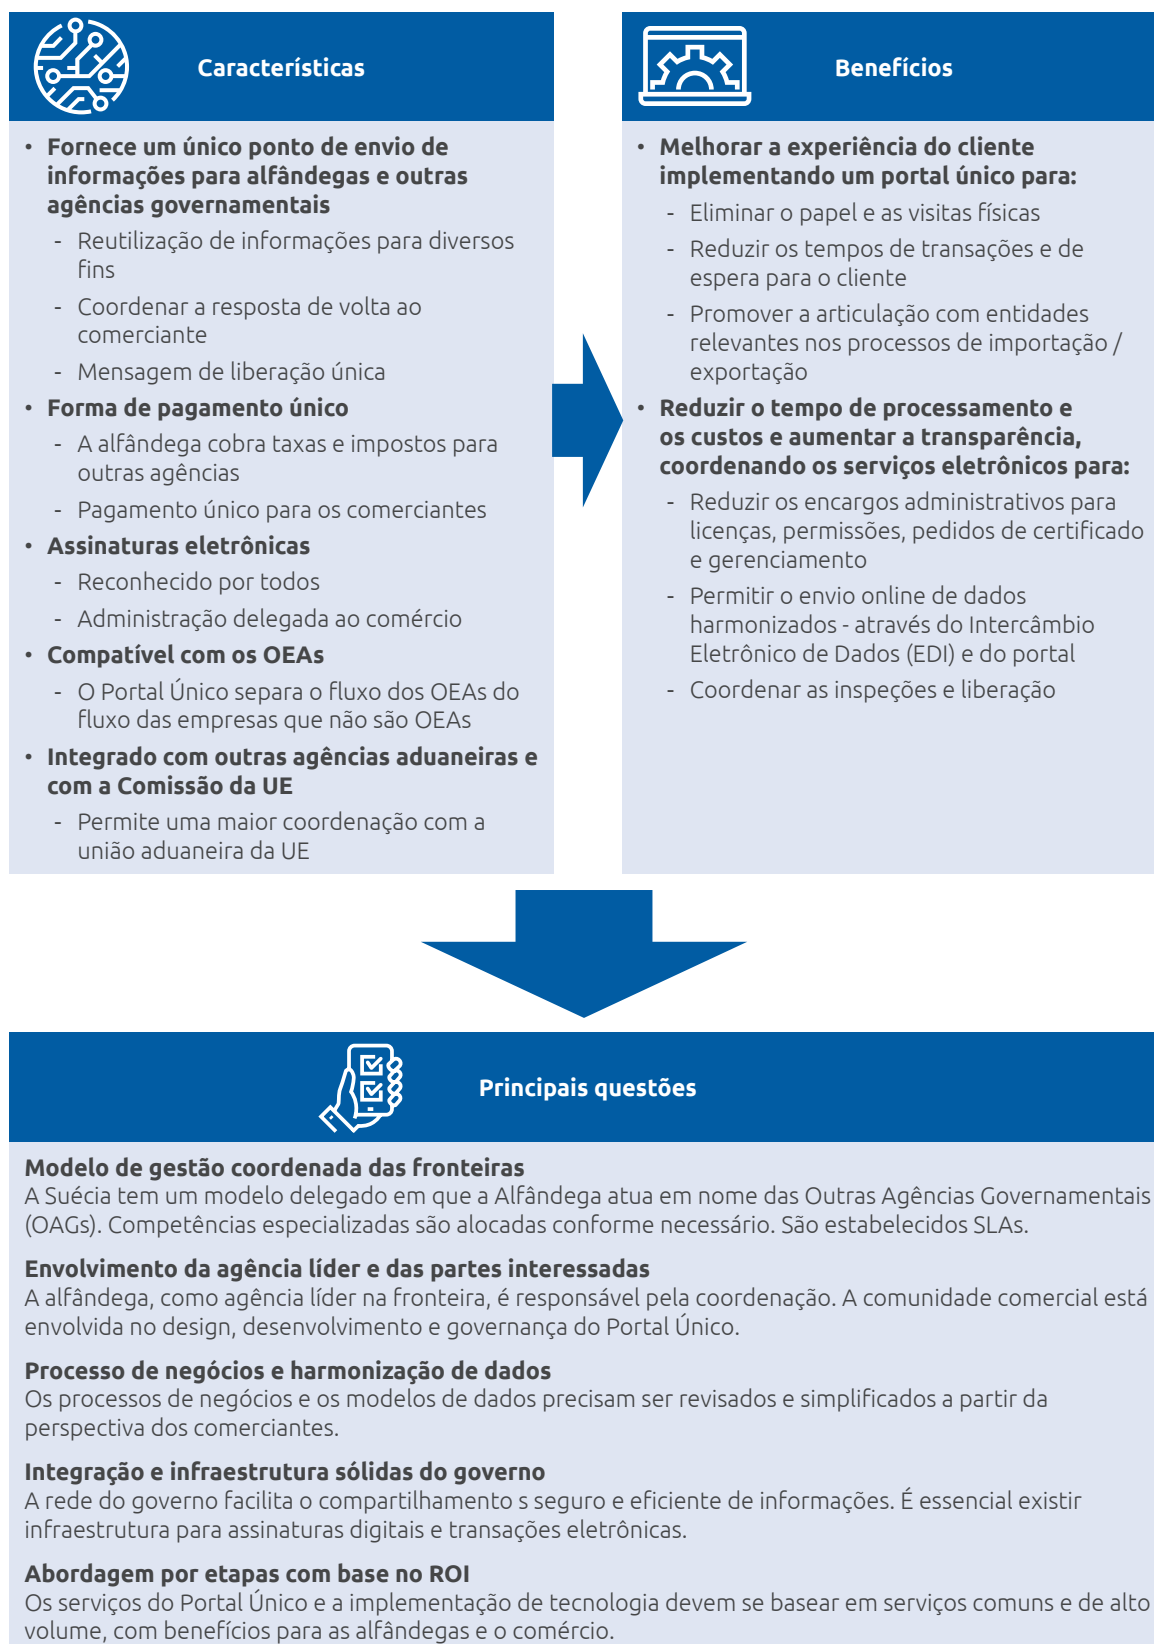 Características
• Fornece um único ponto de envio de
informações para alfândegas e outras
agências governamentais
- Reutilização de informações para diversos
fins
- Coordenar a resposta de volta ao
comerciante
- Mensagem de liberação única
• Forma de pagamento único
- A alfândega cobra taxas e impostos para
outras agências
- Pagamento único para os comerciantes
• Assinaturas eletrônicas
- Reconhecido por todos
- Administração delegada ao comércio
• Compatível com os OEAs
- O Portal Único separa o fluxo dos OEAs do
fluxo das empresas que não são OEAs
• Integrado com outras agências aduaneiras e
com a Comissão da UE
- Permite uma maior coordenação com a
união aduaneira da UE
Benefícios
• Melhorar a experiência do cliente
implementando um portal único para:
- Eliminar o papel e as visitas físicas
- Reduzir os tempos de transações e de
espera para o cliente
- Promover a articulação com entidades
relevantes nos processos de importação /
exportação
• Reduzir o tempo de processamento e
os custos e aumentar a transparência,
coordenando os serviços eletrônicos para:
- Reduzir os encargos administrativos para
licenças, permissões, pedidos de certificado
e gerenciamento
- Permitir o envio online de dados
harmonizados - através do Intercâmbio
Eletrônico de Dados (EDI) e do portal
- Coordenar as inspeções e liberação
Principais questões
Modelo de gestão coordenada das fronteiras
A Suécia tem um modelo delegado em que a Alfândega atua em nome das Outras Agências Governamentais
(OAGs). Competências especializadas são alocadas conforme necessário. São estabelecidos SLAs.
Envolvimento da agência líder e das partes interessadas
A alfândega, como agência líder na fronteira, é responsável pela coordenação. A comunidade comercial está
envolvida no design, desenvolvimento e governança do Portal Único.
Processo de negócios e harmonização de dados
Os processos de negócios e os modelos de dados precisam ser revisados e simplificados a partir da
perspectiva dos comerciantes.
Integração e infraestrutura sólidas do governo
A rede do governo facilita o compartilhamento s seguro e eficiente de informações. É essencial existir
infraestrutura para assinaturas digitais e transações eletrônicas.
Abordagem por etapas com base no ROI
Os serviços do Portal Único e a implementação de tecnologia devem se basear em serviços comuns e de alto
volume, com benefícios para as alfândegas e o comércio.